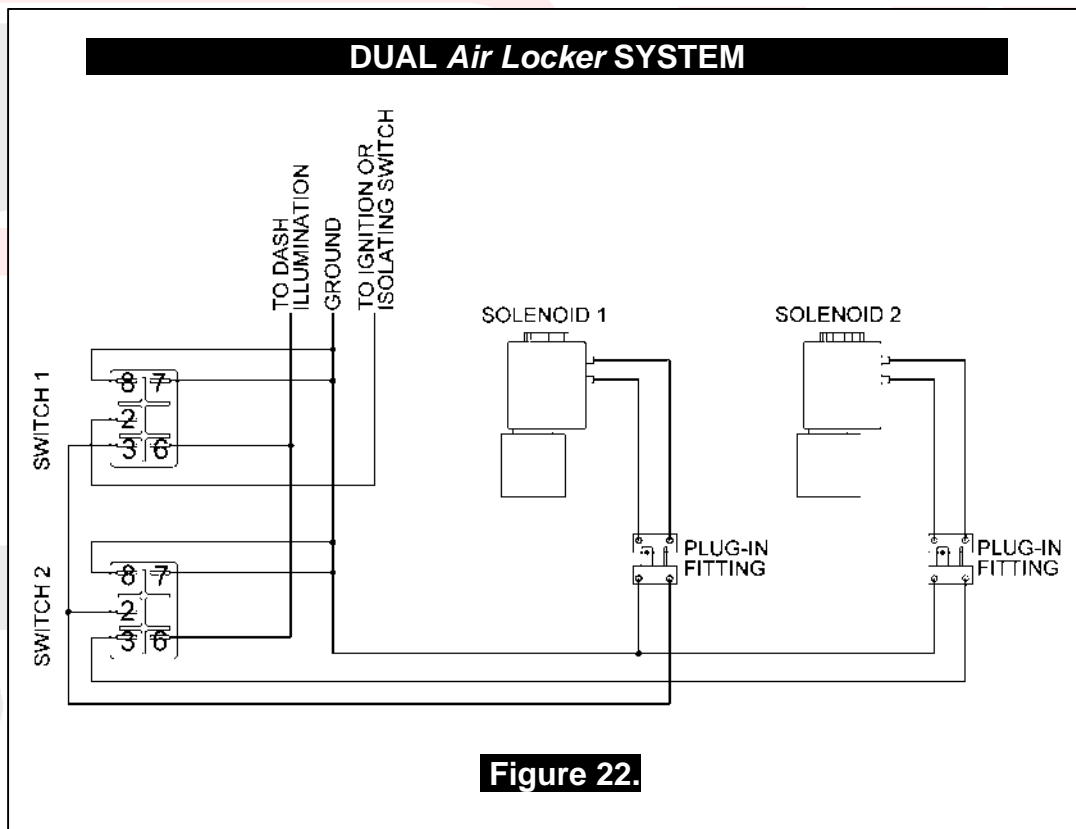 DUAL Air Locker SYSTEM
TO DASH
ILLUMINATION
GROUND
TO IGNITION OR
ISOLATING SWITCH
SOLENOID 1
SOLENOID 2
SWITCH 1
8 7
2
3 6
SWITCH 2
8 7
2
3 6
PLUG-IN
FITTING
PLUG-IN
FITTING
Figure 22.